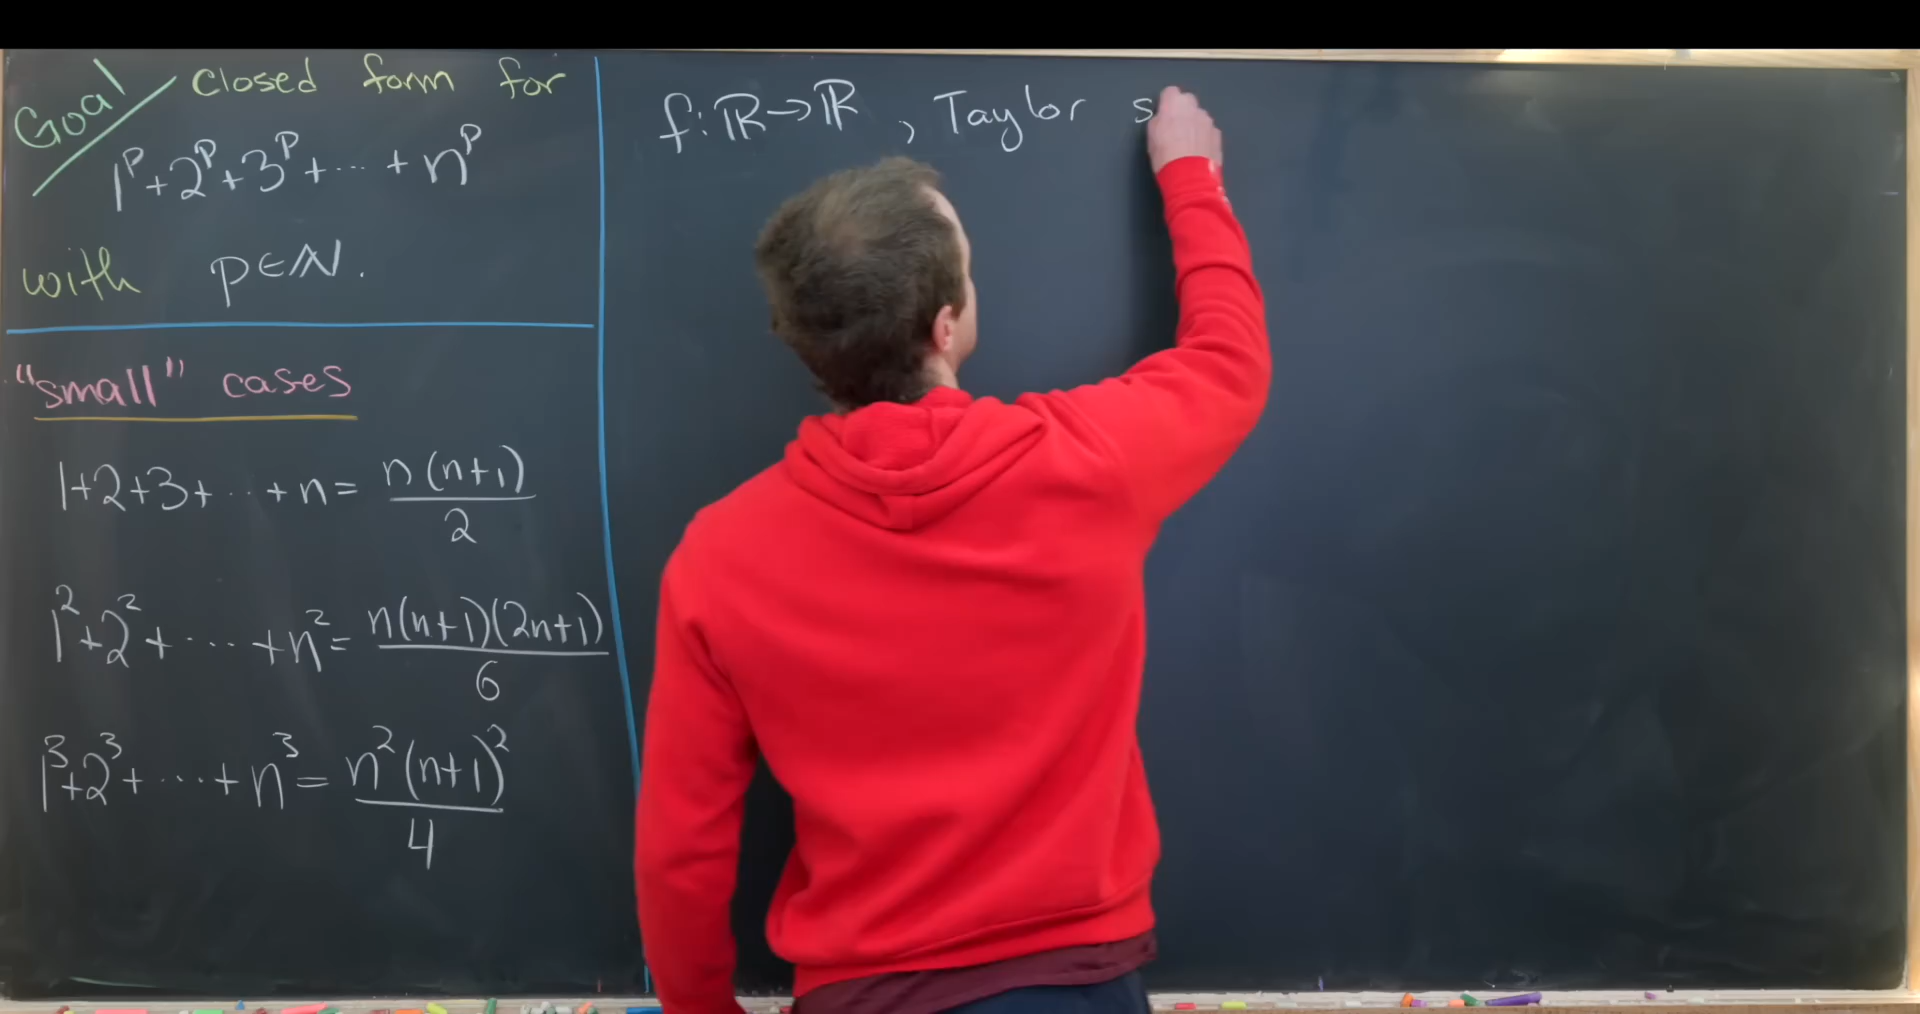 Goal Closed form for
1^p+2^p+3^p+⋯+n^p
with p∈ℕ.
"small" cases
1+2+3+⋯+n = n(n+1)/2
1^2+2^2+⋯+n^2 = n(n+1)(2n+1)/6
1^3+2^3+⋯+n^3 = n^2(n+1)^2/4
f:ℝ→ℝ, Taylor s